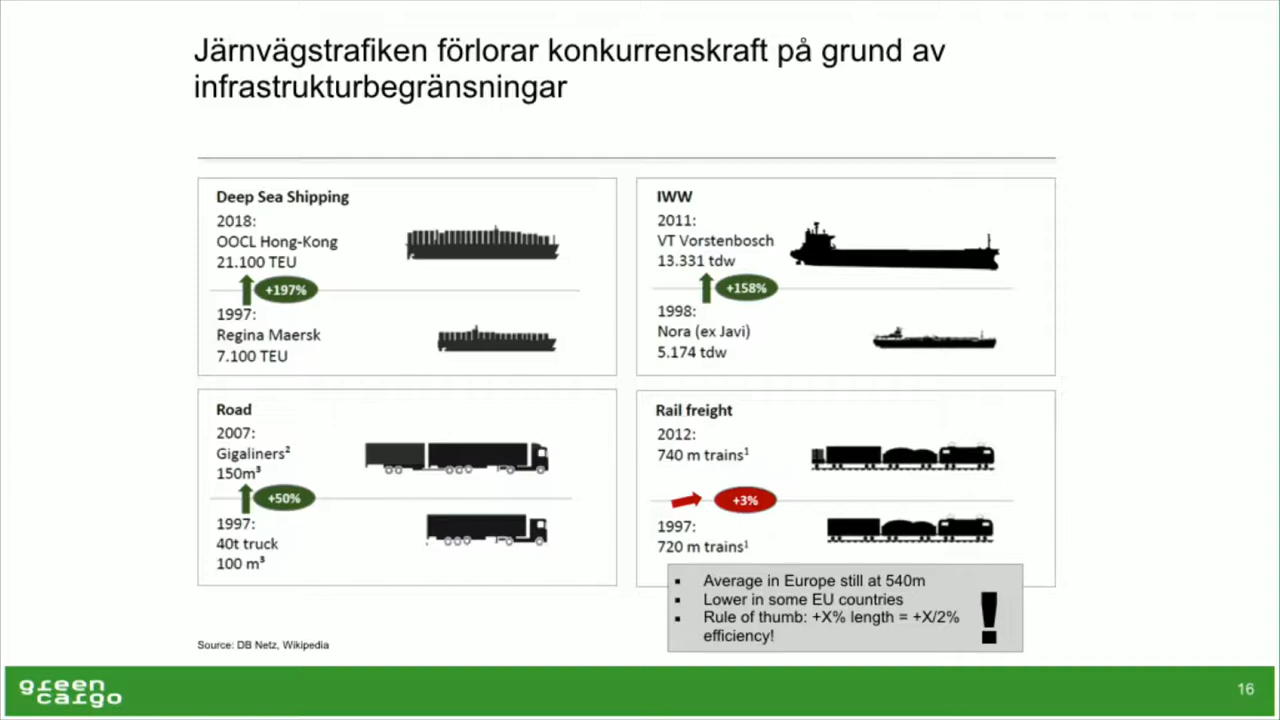 Järnvägstrafiken förlorar konkurrenskraft på grund av
infrastrukturbegränsningar
Deep Sea Shipping
2018:
OOCL Hong-Kong
21.100 TEU
+197%
1997:
Regina Maersk
7.100 TEU
IWW
2011:
VT Vorstenbosch
13.331 tdw
+158%
1998:
Nora (ex Javi)
5.174 tdw
Road
2007:
Gigaliners²
150m³
+50%
1997:
40t truck
100 m³
Rail freight
2012:
740 m trains¹
+3%
1997:
720 m trains¹
▪ Average in Europe still at 540m
▪ Lower in some EU countries
▪ Rule of thumb: +X% length = +X/2%
efficiency!
!
Source: DB Netz, Wikipedia
green
cargo
16